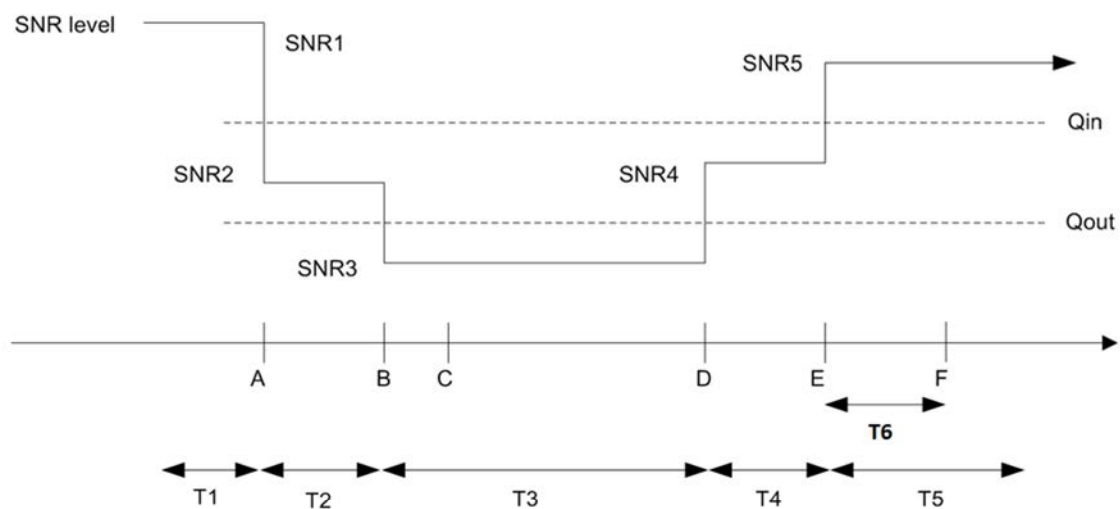 SNR level
SNR1
SNR5
Qin
SNR2
SNR4
Qout
SNR3
A
B
C
D
E
F
T6
T1
T2
T3
T4
T5